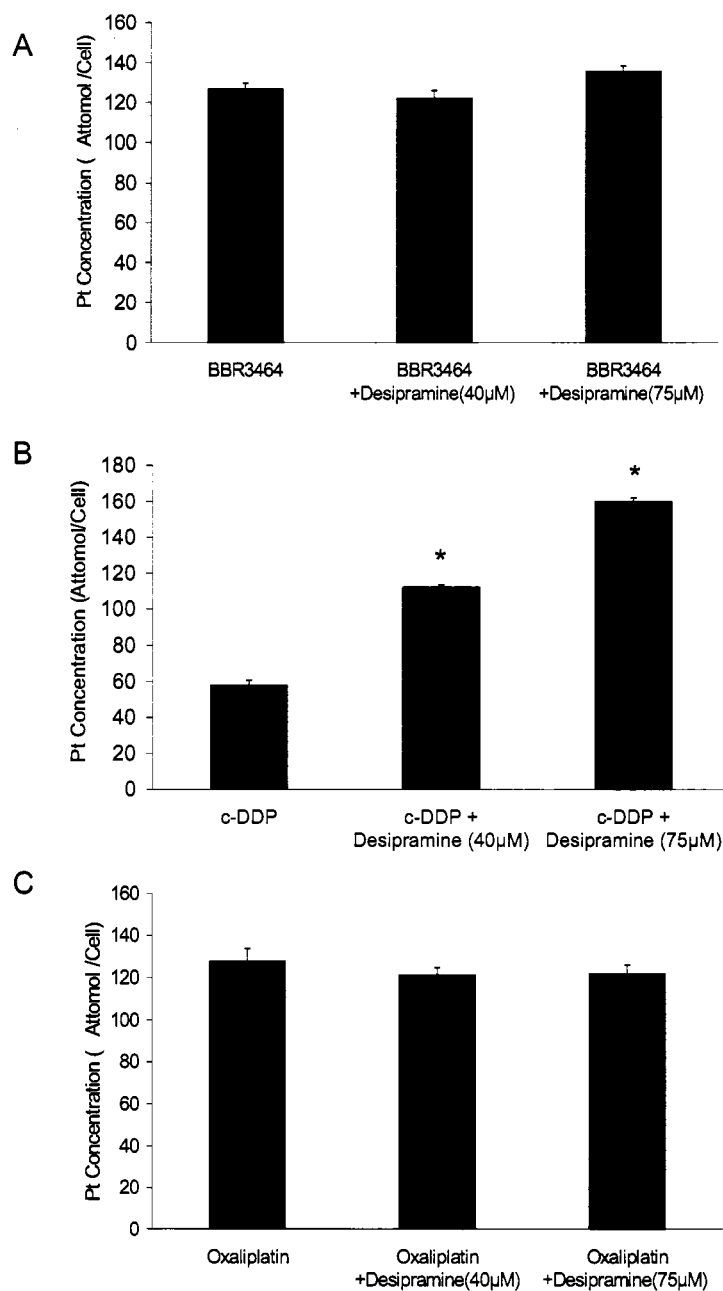 A
Pt Concentration ( Attomol /Cell)
160
140
120
100
80
60
40
20
0
BBR3464
BBR3464
+Desipramine(40µM)
BBR3464
+Desipramine(75µM)
B
Pt Concentration (Attomol/Cell)
180
160
140
120
100
80
60
40
20
0
*
*
c-DDP
c-DDP +
Desipramine (40µM)
c-DDP +
Desipramine (75µM)
C
Pt Concentration ( Attomol /Cell)
160
140
120
100
80
60
40
20
0
Oxaliplatin
Oxaliplatin
+Desipramine(40µM)
Oxaliplatin
+Desipramine(75µM)